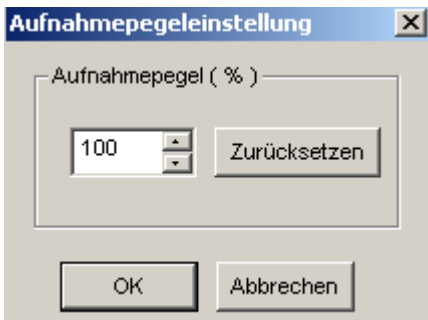 Aufnahmepegeleinstellung
Aufnahmepegel ( % )
100 Zurücksetzen
OK Abbrechen